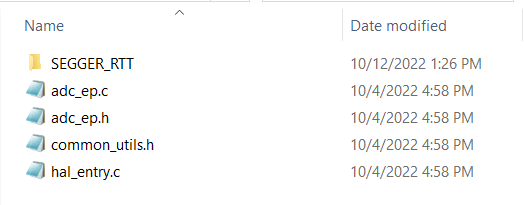 Name Date modified
SEGGER_RTT 10/12/2022 1:26 PM
adc_ep.c 10/4/2022 4:58 PM
adc_ep.h 10/4/2022 4:58 PM
common_utils.h 10/4/2022 4:58 PM
hal_entry.c 10/4/2022 4:58 PM